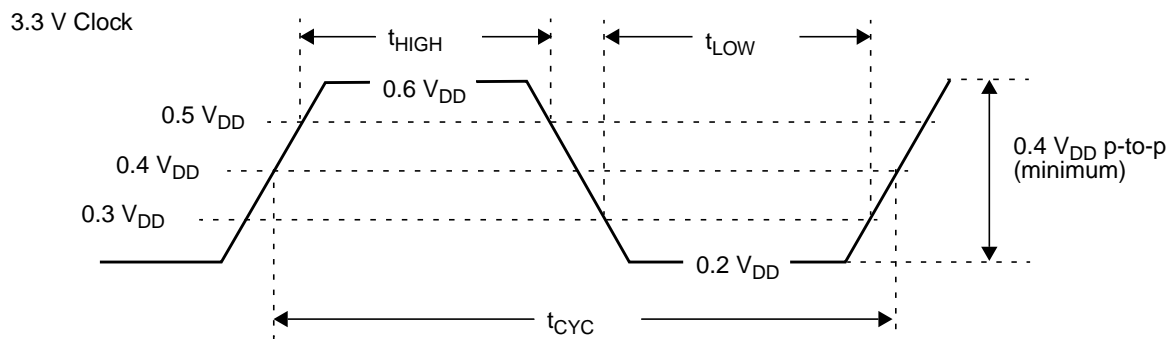 3.3 V Clock
tHIGH
tLOW
0.6 VDD
0.5 VDD
0.4 VDD
0.3 VDD
0.2 VDD
0.4 VDD p-to-p
(minimum)
tCYC